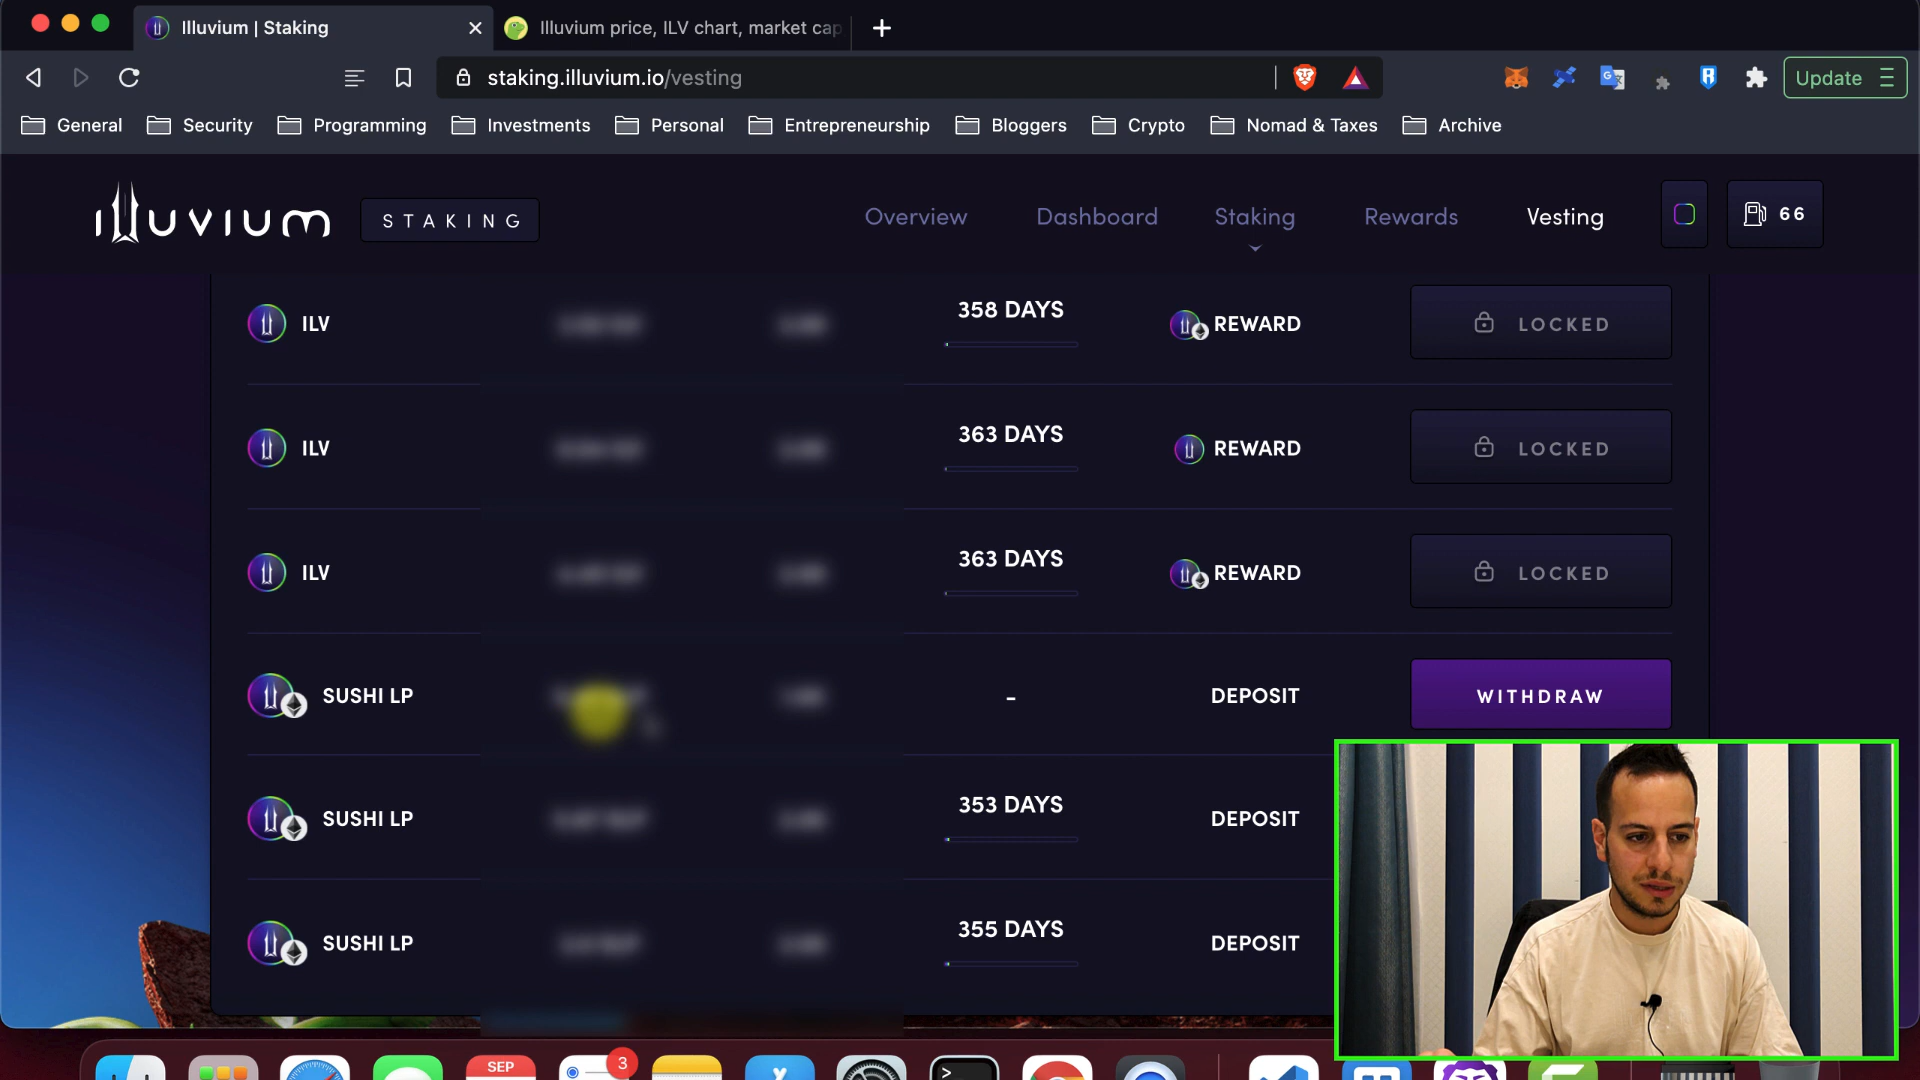 Illuvium | Staking
Illuvium price, ILV chart, market cap
staking.illuvium.io/vesting
Update
General Security Programming Investments Personal Entrepreneurship Bloggers Crypto Nomad & Taxes Archive
illuvium STAKING Overview Dashboard Staking Rewards Vesting 66
ILV 358 DAYS REWARD LOCKED
ILV 363 DAYS REWARD LOCKED
ILV 363 DAYS REWARD LOCKED
SUSHI LP - DEPOSIT WITHDRAW
SUSHI LP 353 DAYS DEPOSIT
SUSHI LP 355 DAYS DEPOSIT
SEP 3